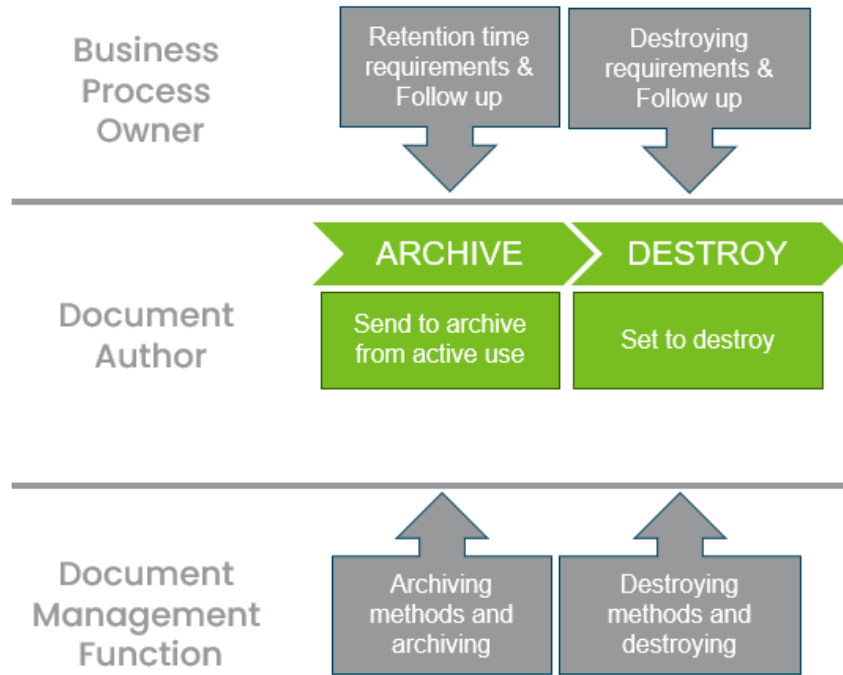 Business
Process
Owner
Retention time
requirements &
Follow up
Destroying
requirements &
Follow up
Document
Author
ARCHIVE
DESTROY
Send to archive
from active use
Set to destroy
Document
Management
Function
Archiving
methods and
archiving
Destroying
methods and
destroying